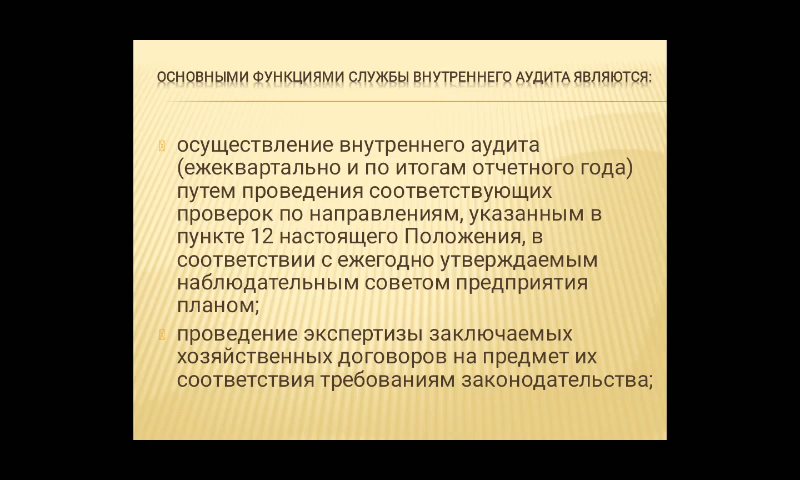 ОСНОВНЫМИ ФУНКЦИЯМИ СЛУЖБЫ ВНУТРЕННЕГО АУДИТА ЯВЛЯЮТСЯ:
осуществление внутреннего аудита
(ежеквартально и по итогам отчетного года)
путем проведения соответствующих
проверок по направлениям, указанным в
пункте 12 настоящего Положения, в
соответствии с ежегодно утверждаемым
наблюдательным советом предприятия
планом;
проведение экспертизы заключаемых
хозяйственных договоров на предмет их
соответствия требованиям законодательства;